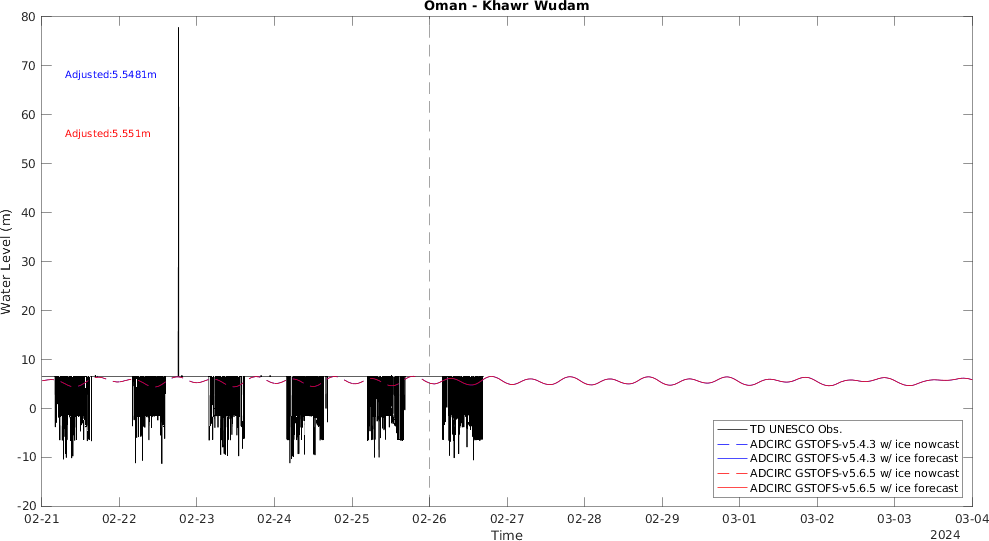 Oman - Khawr Wudam
80
70
60
50
40
30
20
10
0
-10
-20
Water Level (m)
Adjusted:5.5481m
Adjusted:5.551m
TD UNESCO Obs.
ADCIRC GSTOFS-v5.4.3 w/ ice nowcast
ADCIRC GSTOFS-v5.4.3 w/ ice forecast
ADCIRC GSTOFS-v5.6.5 w/ ice nowcast
ADCIRC GSTOFS-v5.6.5 w/ ice forecast
02-21 02-22 02-23 02-24 02-25 02-26 02-27 02-28 02-29 03-01 03-02 03-03 03-04
Time
2024